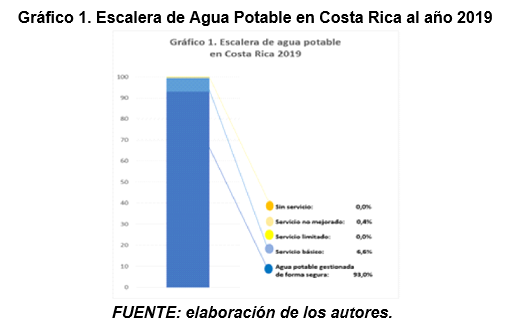 Gráfico 1. Escalera de Agua Potable en Costa Rica al año 2019
Gráfico 1. Escalera de agua potable
en Costa Rica 2019
100
90
80
70
60
50
40
30
20
10
0
Sin servicio: 0,0%
Servicio no mejorado: 0,4%
Servicio limitado: 0,0%
Servicio básico: 6,6%
Agua potable gestionada
de forma segura: 93,0%
FUENTE: elaboración de los autores.